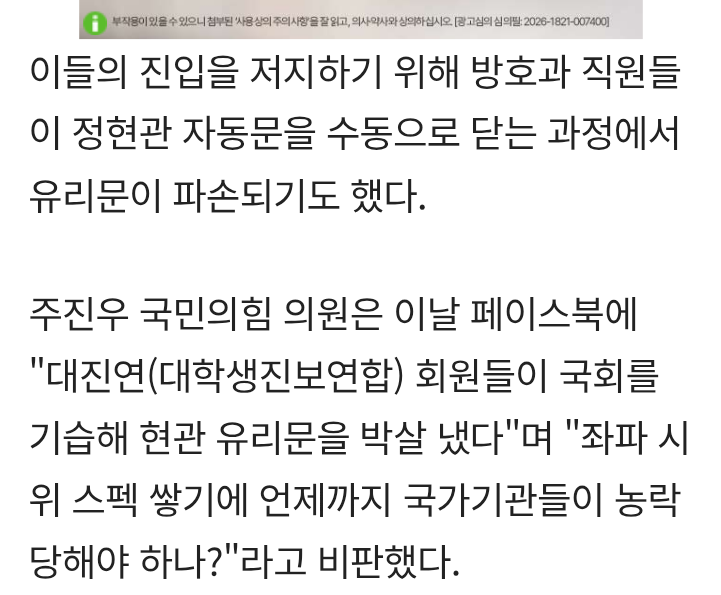 부작용이 있을 수 있으니 첨부된 '사용상의 주의사항'을 잘 읽고, 의사·약사와 상의하십시오. [광고심의 심의필: 2026-1821-007400]
이들의 진입을 저지하기 위해 방호과 직원들
이 정현관 자동문을 수동으로 닫는 과정에서
유리문이 파손되기도 했다.
주진우 국민의힘 의원은 이날 페이스북에
"대진연(대학생진보연합) 회원들이 국회를
기습해 현관 유리문을 박살 냈다"며 "좌파 시
위 스펙 쌓기에 언제까지 국가기관들이 농락
당해야 하나?"라고 비판했다.